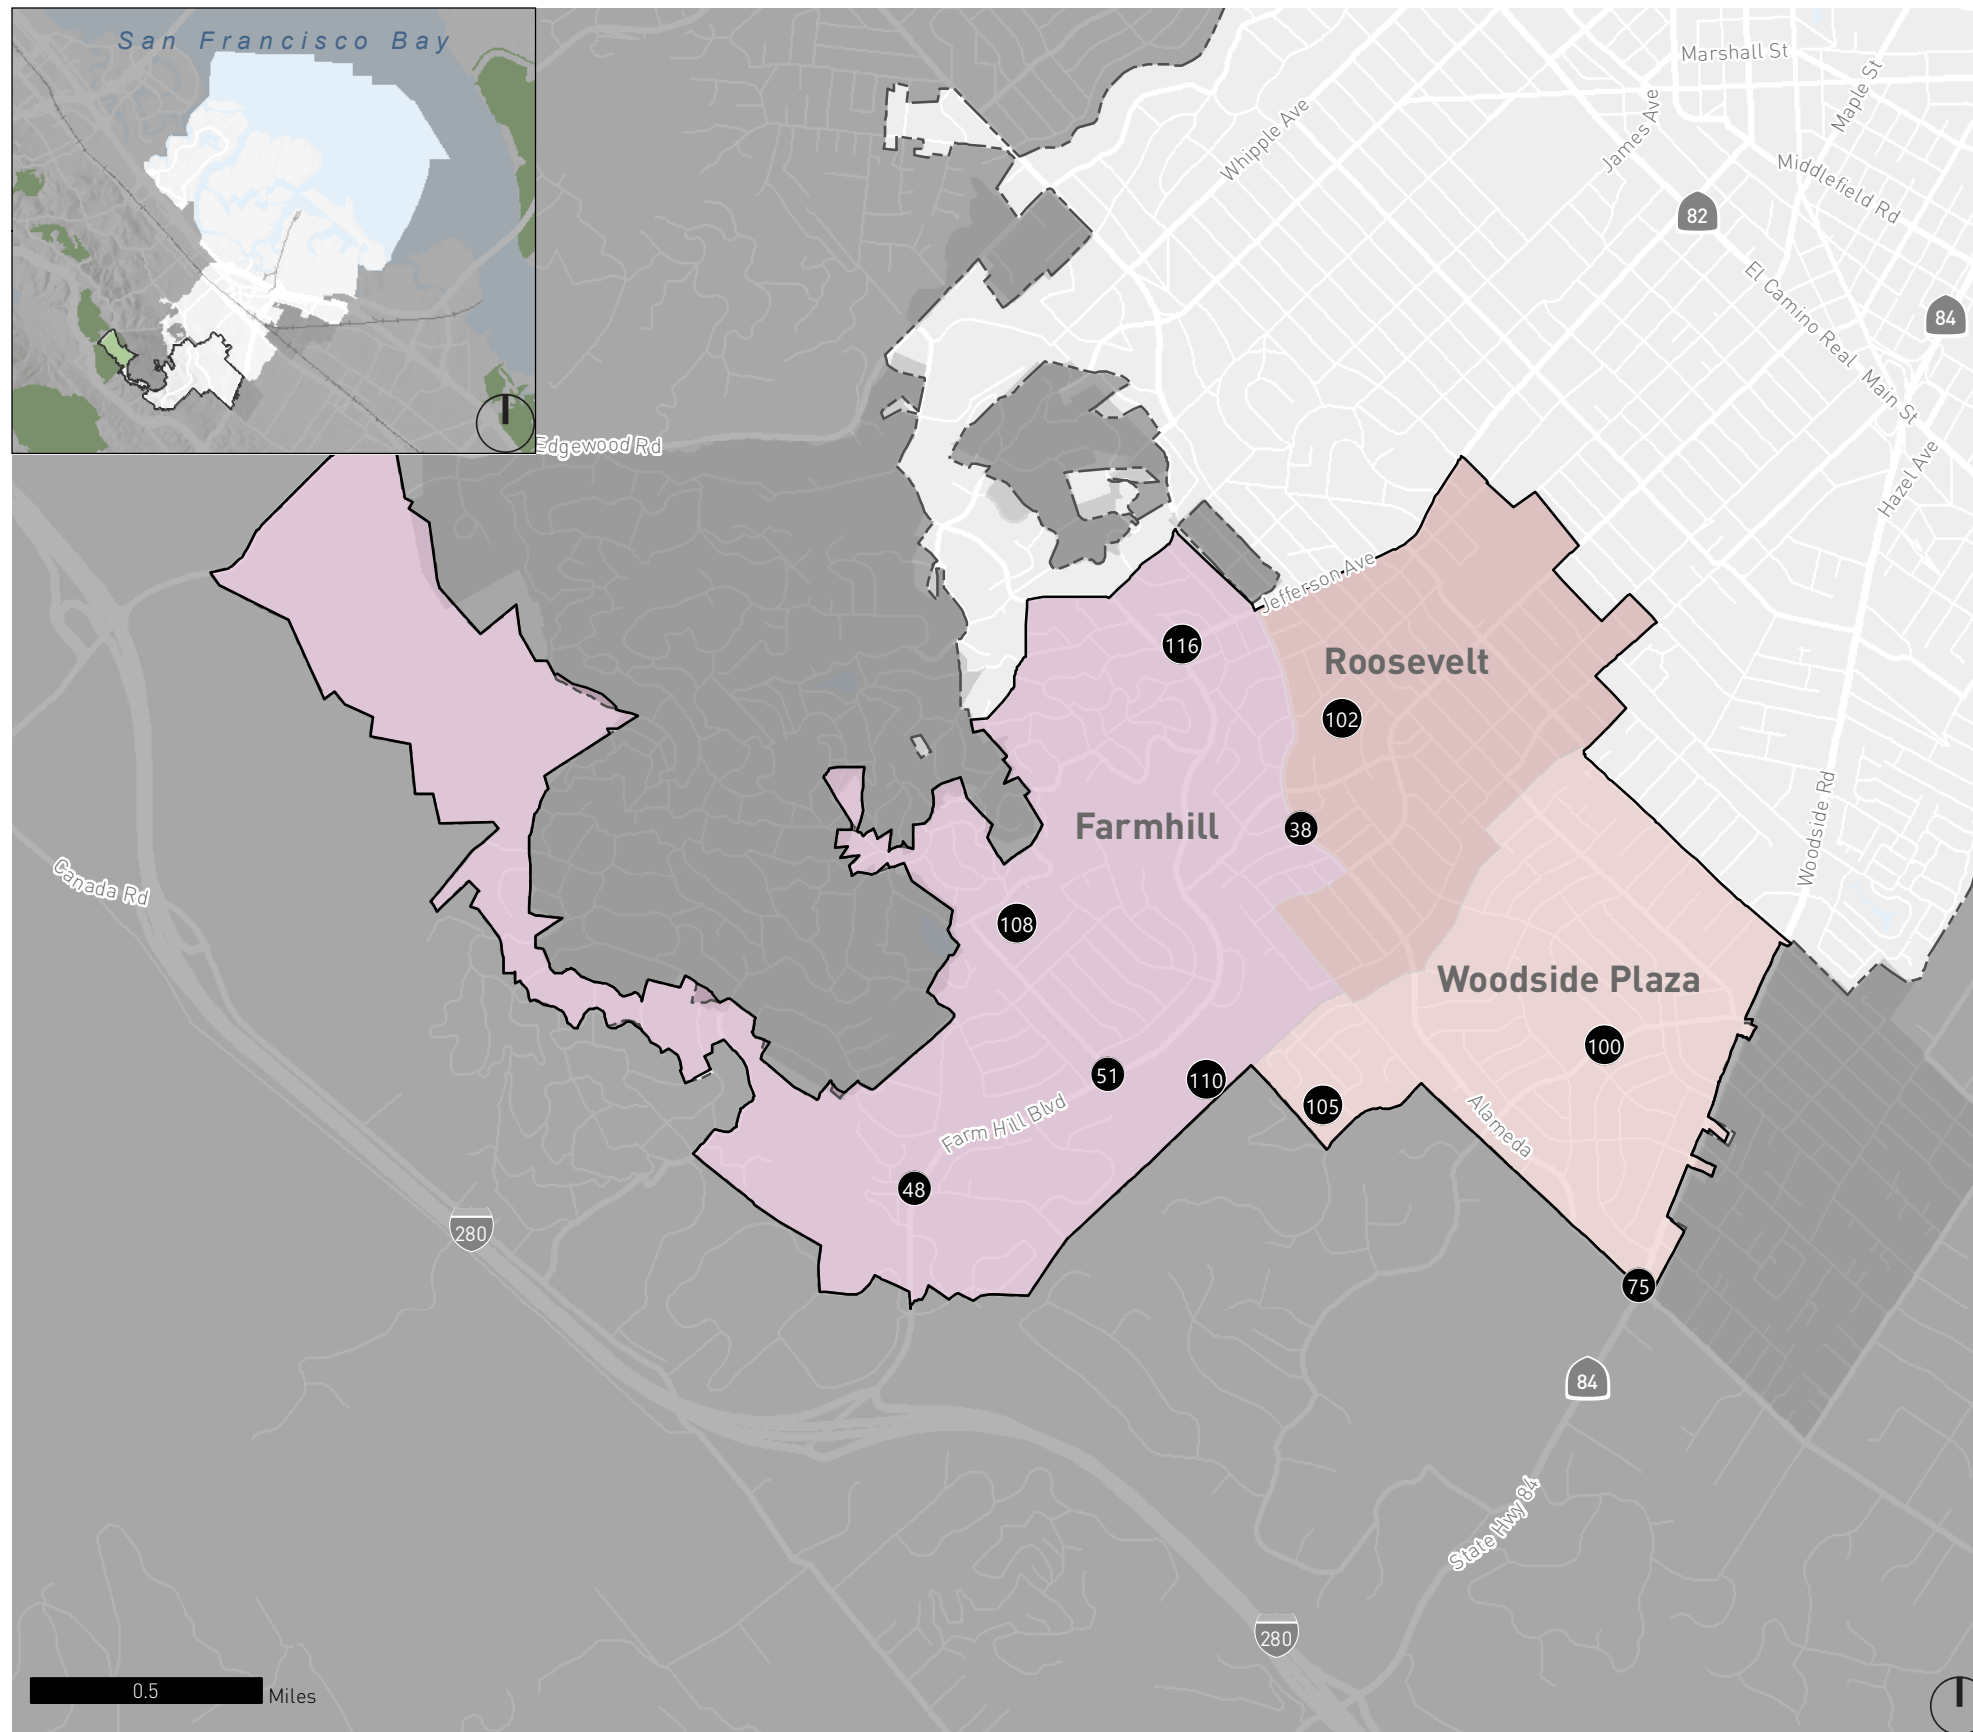 San Francisco Bay
Marshall St
Maple St
James Ave
Whipple Ave
Middlefield Rd
82
El Camino Real
84
Main St
Edgewood Rd
Hazel Ave
Jefferson Ave
116
Roosevelt
102
Farmhill
38
Woodside Rd
Canada Rd
108
Woodside Plaza
100
51
110
105
Farm Hill Blvd
Alameda
48
280
75
84
State Hwy 84
280
0.5
Miles